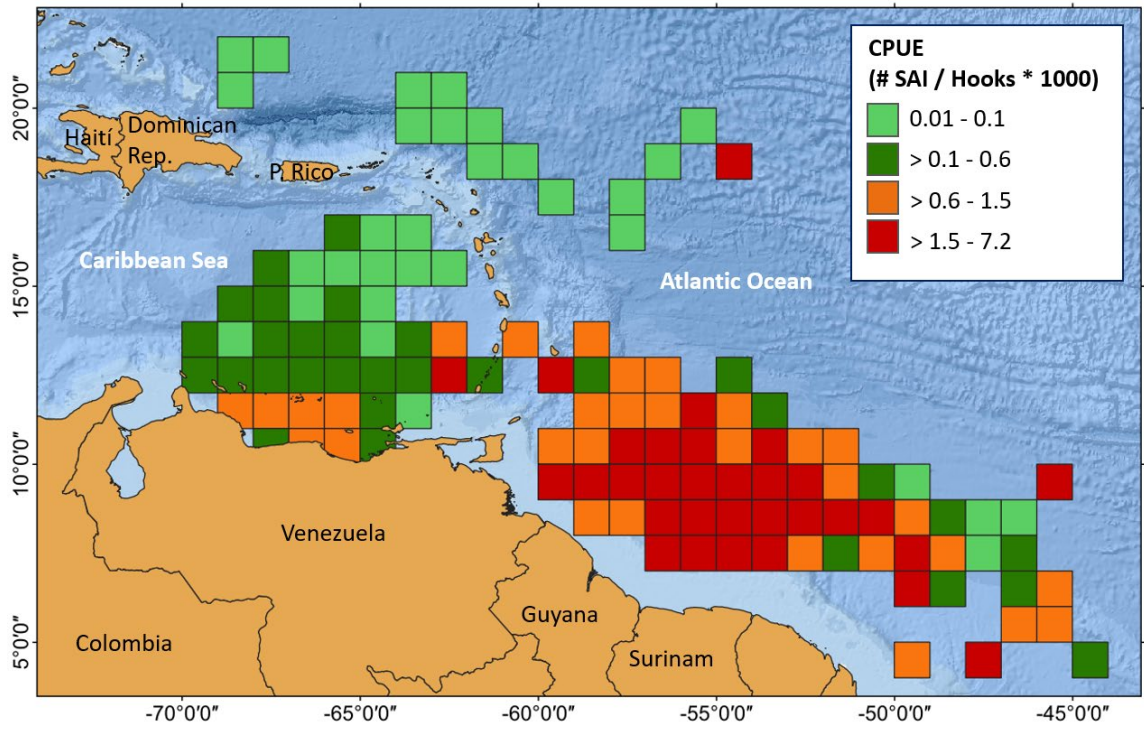 CPUE
(# SAI / Hooks * 1000)
0.01 - 0.1
> 0.1 - 0.6
> 0.6 - 1.5
> 1.5 - 7.2
20°0'0"
15°0'0"
10°0'0"
5°0'0"
Haití
Dominican
Rep.
P. Rico
Caribbean Sea
Atlantic Ocean
Venezuela
Guyana
Colombia
Surinam
-70°0'0"
-65°0'0"
-60°0'0"
-55°0'0"
-50°0'0"
-45°0'0"